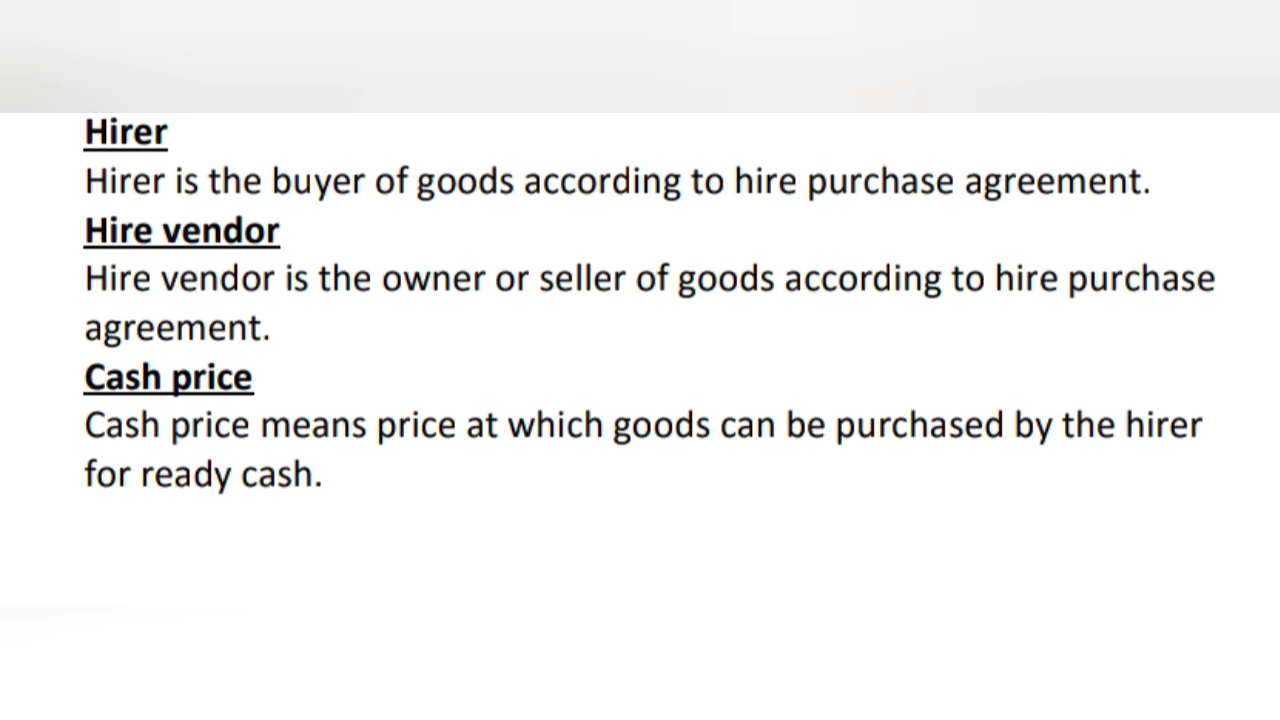 Hirer
Hirer is the buyer of goods according to hire purchase agreement.
Hire vendor
Hire vendor is the owner or seller of goods according to hire purchase
agreement.
Cash price
Cash price means price at which goods can be purchased by the hirer
for ready cash.